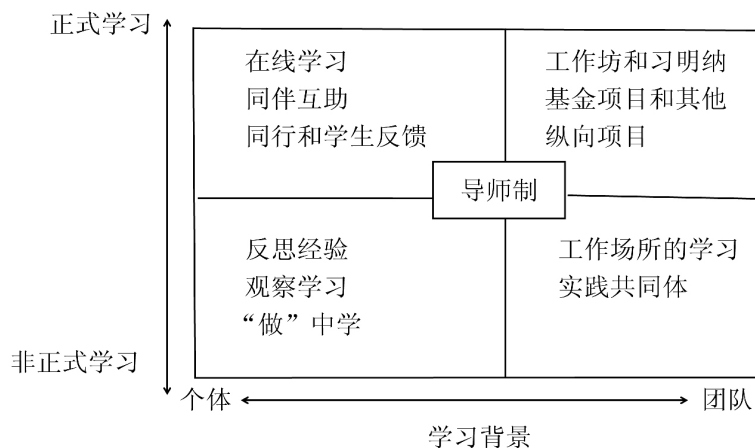 正式学习
在线学习
同伴互助
同行和学生反馈
工作坊和习明纳
基金项目和其他
纵向项目
导师制
反思经验
观察学习
“做”中学
工作场所的学习
实践共同体
非正式学习
个体
团队
学习背景